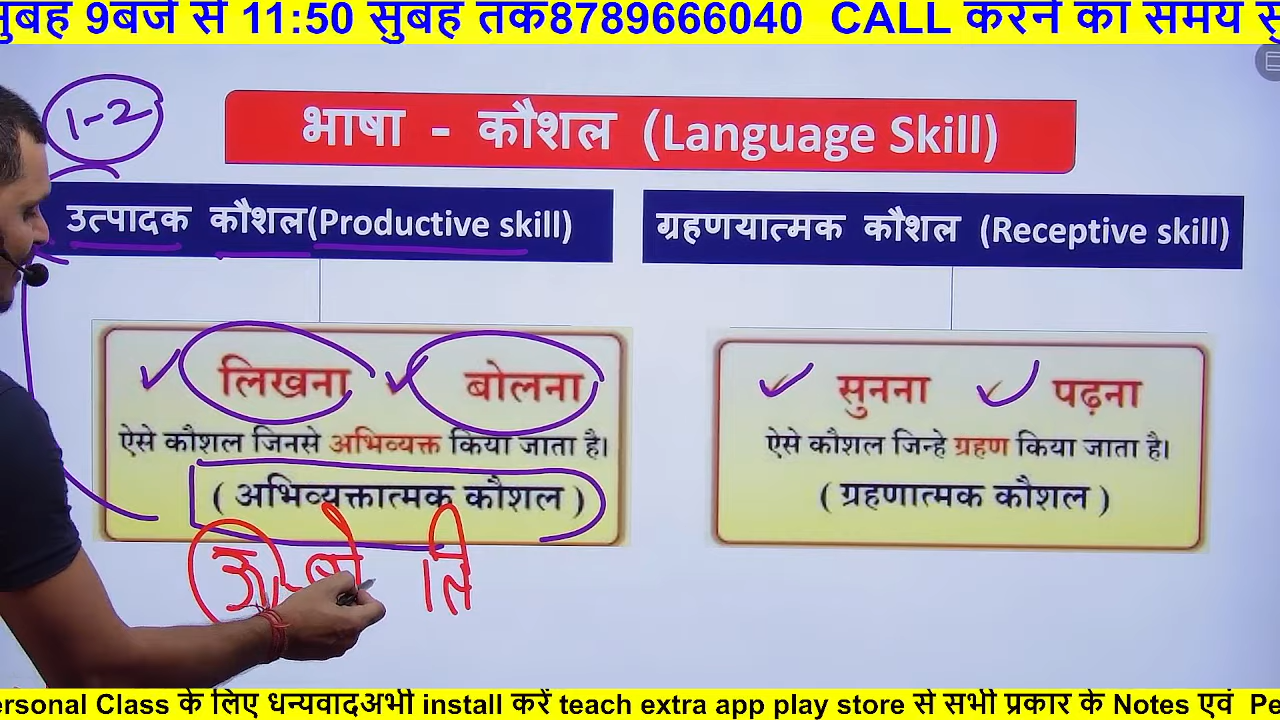 सुबह 9बजे से 11:50 सुबह तक8789666040 CALL करने का समय सु
1-2
भाषा - कौशल (Language Skill)
उत्पादक कौशल(Productive skill)
ग्रहणयात्मक कौशल (Receptive skill)
लिखना बोलना
ऐसे कौशल जिनसे अभिव्यक्त किया जाता है।
( अभिव्यक्तात्मक कौशल )
सुनना पढ़ना
ऐसे कौशल जिन्हे ग्रहण किया जाता है।
( ग्रहणात्मक कौशल )
ersonal Class के लिए धन्यवादअभी install करें teach extra app play store से सभी प्रकार के Notes एवं Pe